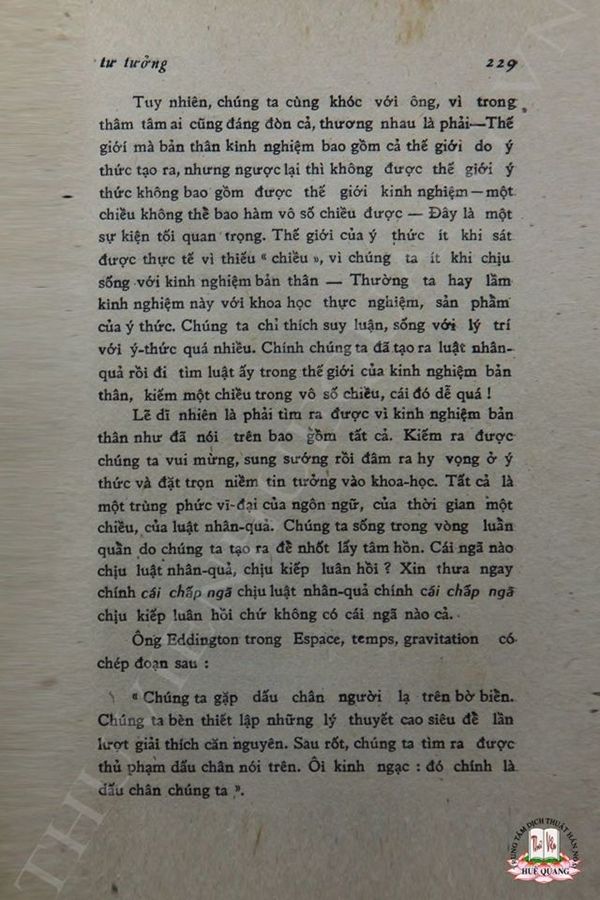 tư tưởng 229
Tuy nhiên, chúng ta cùng khóc với ông, vì trong
thâm tâm ai cũng đáng đòn cả, thương nhau là phải—Thế
giới mà bản thân kinh nghiệm bao gồm cả thế giới do ý
thức tạo ra, nhưng ngược lại thì không được thế giới ý
thức không bao gồm được thế giới kinh nghiệm — một
chiều không thể bao hàm vô số chiều được — Đây là một
sự kiện tối quan trọng. Thế giới của ý thức ít khi sát
được thực tế vì thiếu « chiều », vì chúng ta ít khi chịu
sống với kinh nghiệm bản thân — Thường ta hay lầm
kinh nghiệm này với khoa học thực nghiệm, sản phẩm
của ý thức. Chúng ta chỉ thích suy luận, sống với lý trí
với ý-thức quá nhiều. Chính chúng ta đã tạo ra luật nhân-
quả rồi đi tìm luật ấy trong thế giới của kinh nghiệm bản
thân, kiếm một chiều trong vô số chiều, cái đó dễ quá !
Lẽ dĩ nhiên là phải tìm ra được vì kinh nghiệm bản
thân như đã nói trên bao gồm tất cả. Kiếm ra được
chúng ta vui mừng, sung sướng rồi đâm ra hy vọng ở ý
thức và đặt trọn niềm tin tưởng vào khoa-học. Tất cả là
một trùng phức vĩ-đại của ngôn ngữ, của thời gian một
chiều, của luật nhân-quả. Chúng ta sống trong vòng luẩn
quẩn do chúng ta tạo ra để nhốt lấy tâm hồn. Cái ngã nào
chịu luật nhân-quả, chịu kiếp luân hồi ? Xin thưa ngay
chính cái chấp ngã chịu luật nhân-quả chính cái chấp ngã
chịu kiếp luân hồi chứ không có cái ngã nào cả.
Ông Eddington trong Espace, temps, gravitation có
chép đoạn sau :
« Chúng ta gặp dấu chân người lạ trên bờ biển.
Chúng ta bèn thiết lập những lý thuyết cao siêu để lần
lượt giải thích căn nguyên. Sau rốt, chúng ta tìm ra được
thủ phạm dấu chân nói trên. Ôi kinh ngạc : đó chính là
dấu chân chúng ta ».
TRUNG TÂM DỊCH THUẬT HÁN NÔM
HUỆ QUANG